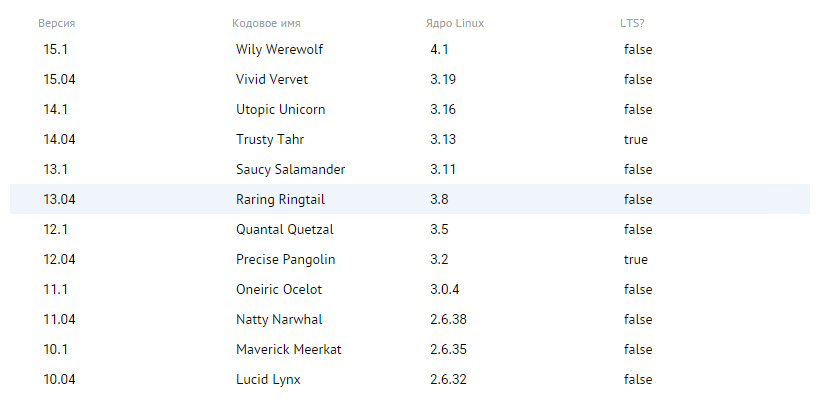 Версия Кодовое имя Ядро Linux LTS?
15.1 Wily Werewolf 4.1 false
15.04 Vivid Vervet 3.19 false
14.1 Utopic Unicorn 3.16 false
14.04 Trusty Tahr 3.13 true
13.1 Saucy Salamander 3.11 false
13.04 Raring Ringtail 3.8 false
12.1 Quantal Quetzal 3.5 false
12.04 Precise Pangolin 3.2 true
11.1 Oneiric Ocelot 3.0.4 false
11.04 Natty Narwhal 2.6.38 false
10.1 Maverick Meerkat 2.6.35 false
10.04 Lucid Lynx 2.6.32 false